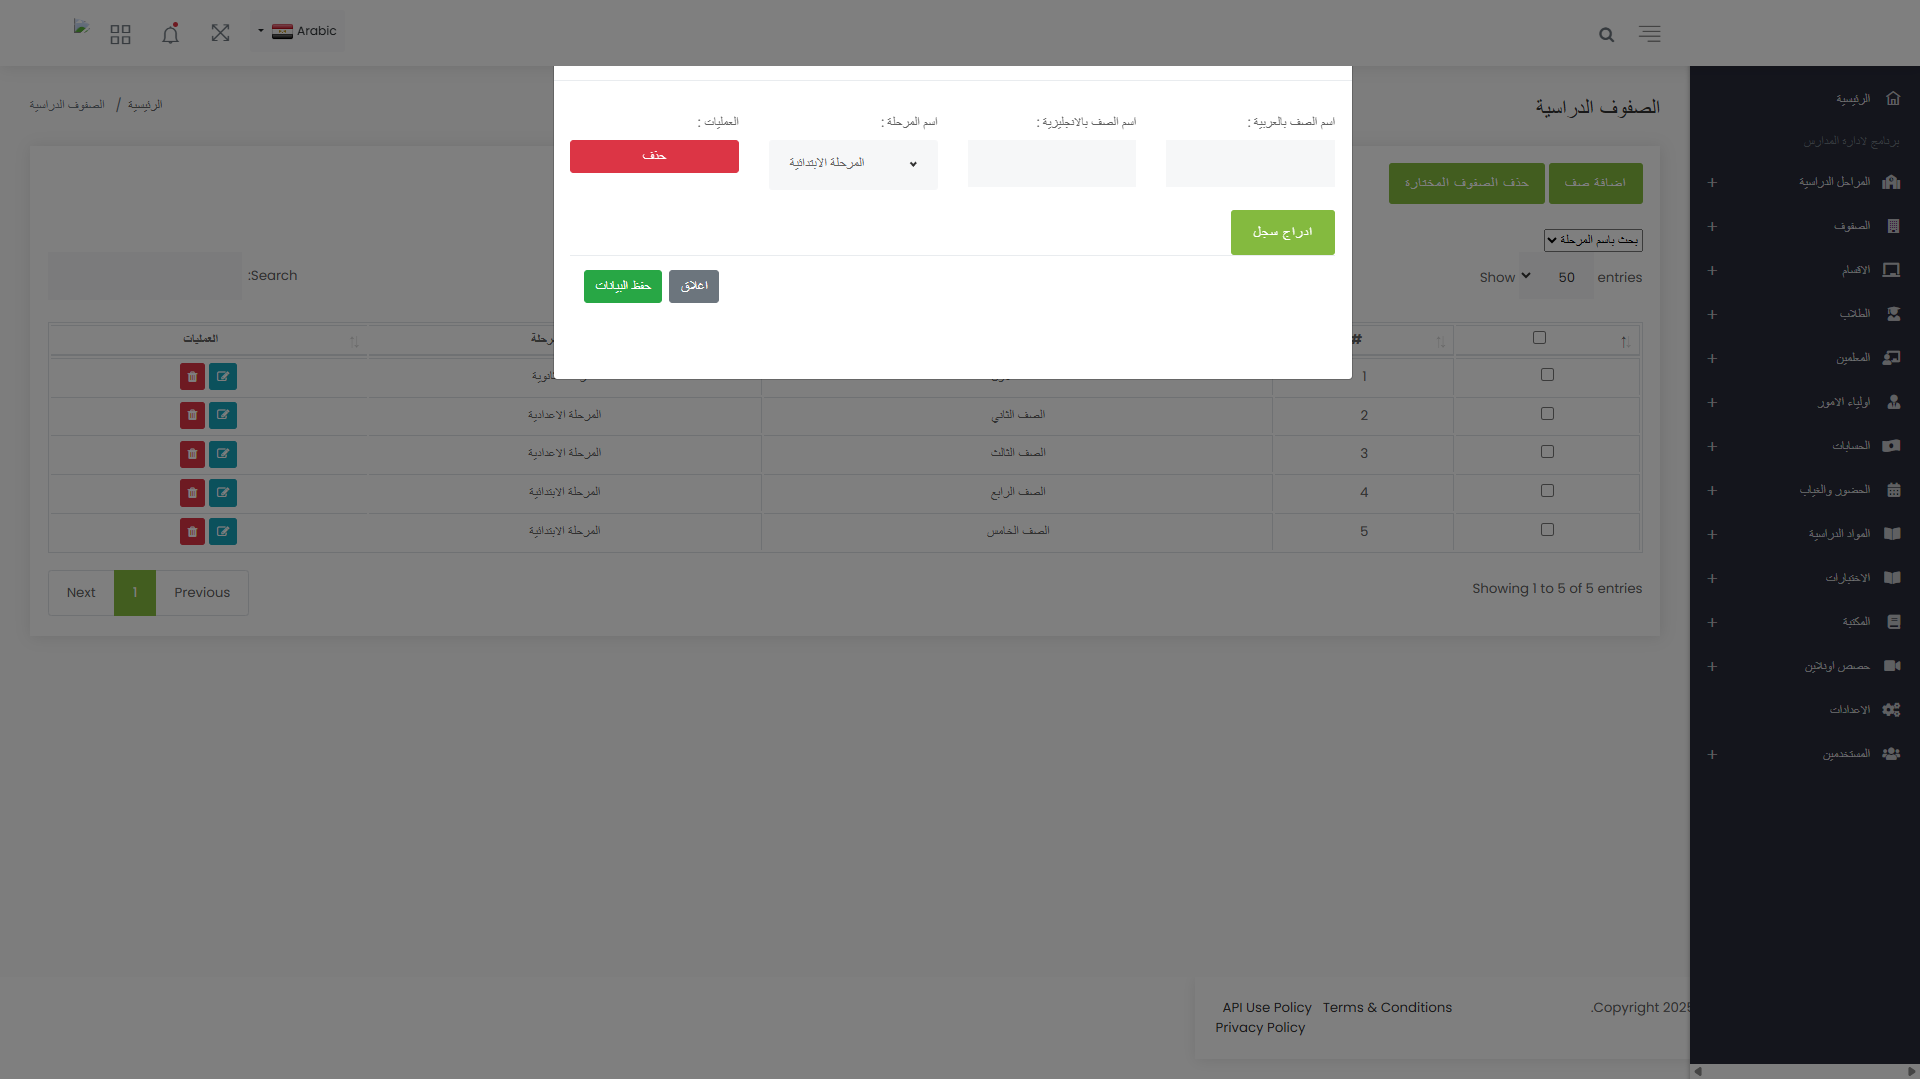 Arabic
الصفوف الدراسية
الرئيسية / الصفوف الدراسية
اسم الصف بالعربية :
اسم الصف بالانجليزية :
اسم المرحلة :
العمليات :
المرحلة الابتدائية
حذف
ادراج سجل
اغلاق
حفظ البيانات
اضافة صف
حذف الصفوف المختارة
بحث باسم المرحلة
Show 50 entries
Search:
# العمليات
1
2 الصف الثاني المرحلة الاعدادية
3 الصف الثالث المرحلة الاعدادية
4 الصف الرابع المرحلة الابتدائية
5 الصف الخامس المرحلة الابتدائية
Showing 1 to 5 of 5 entries
Previous 1 Next
الرئيسية
برنامج لادارة المدارس
المراحل الدراسية
الصفوف
الاقسام
الطلاب
المعلمين
اولياء الامور
الحسابات
الحضور والغياب
المواد الدراسية
الاختبارات
المكتبة
حصص اونلاين
الاعدادات
المستخدمين
.Copyright 2025
API Use Policy Terms & Conditions
Privacy Policy